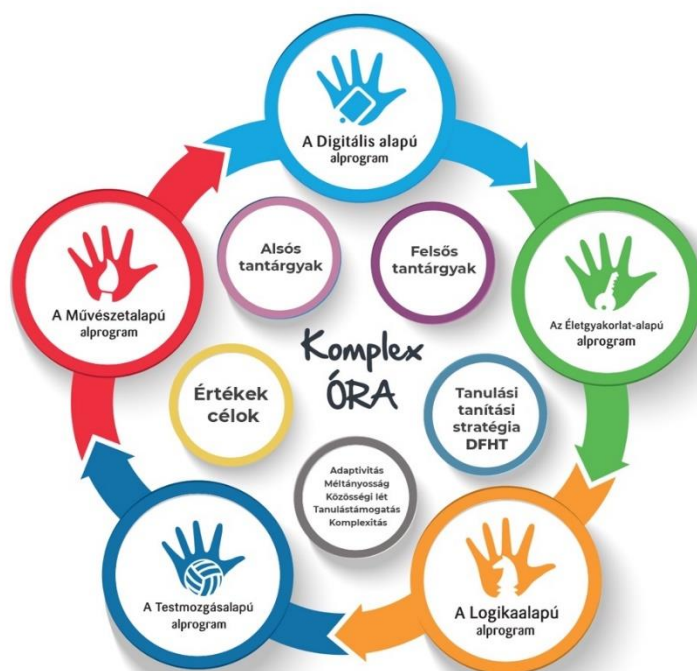 A Digitális alapú
alprogram
Alsós
tantárgyak
Felsős
tantárgyak
A Művészetalapú
alprogram
Az Életgyakorlat-alapú
alprogram
Komplex
ÓRA
Értékek
célok
Tanulási
tanítási
stratégia
DFHT
Adaptivitás
Méltányosság
Közösségi lét
Tanulástámogatás
Komplexitás
A Testmozgásalapú
alprogram
A Logikaalapú
alprogram